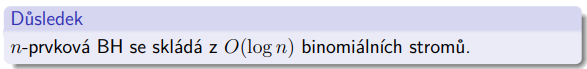 Důsledek
n-prvková BH se skládá z O(log n) binomiálních stromů.